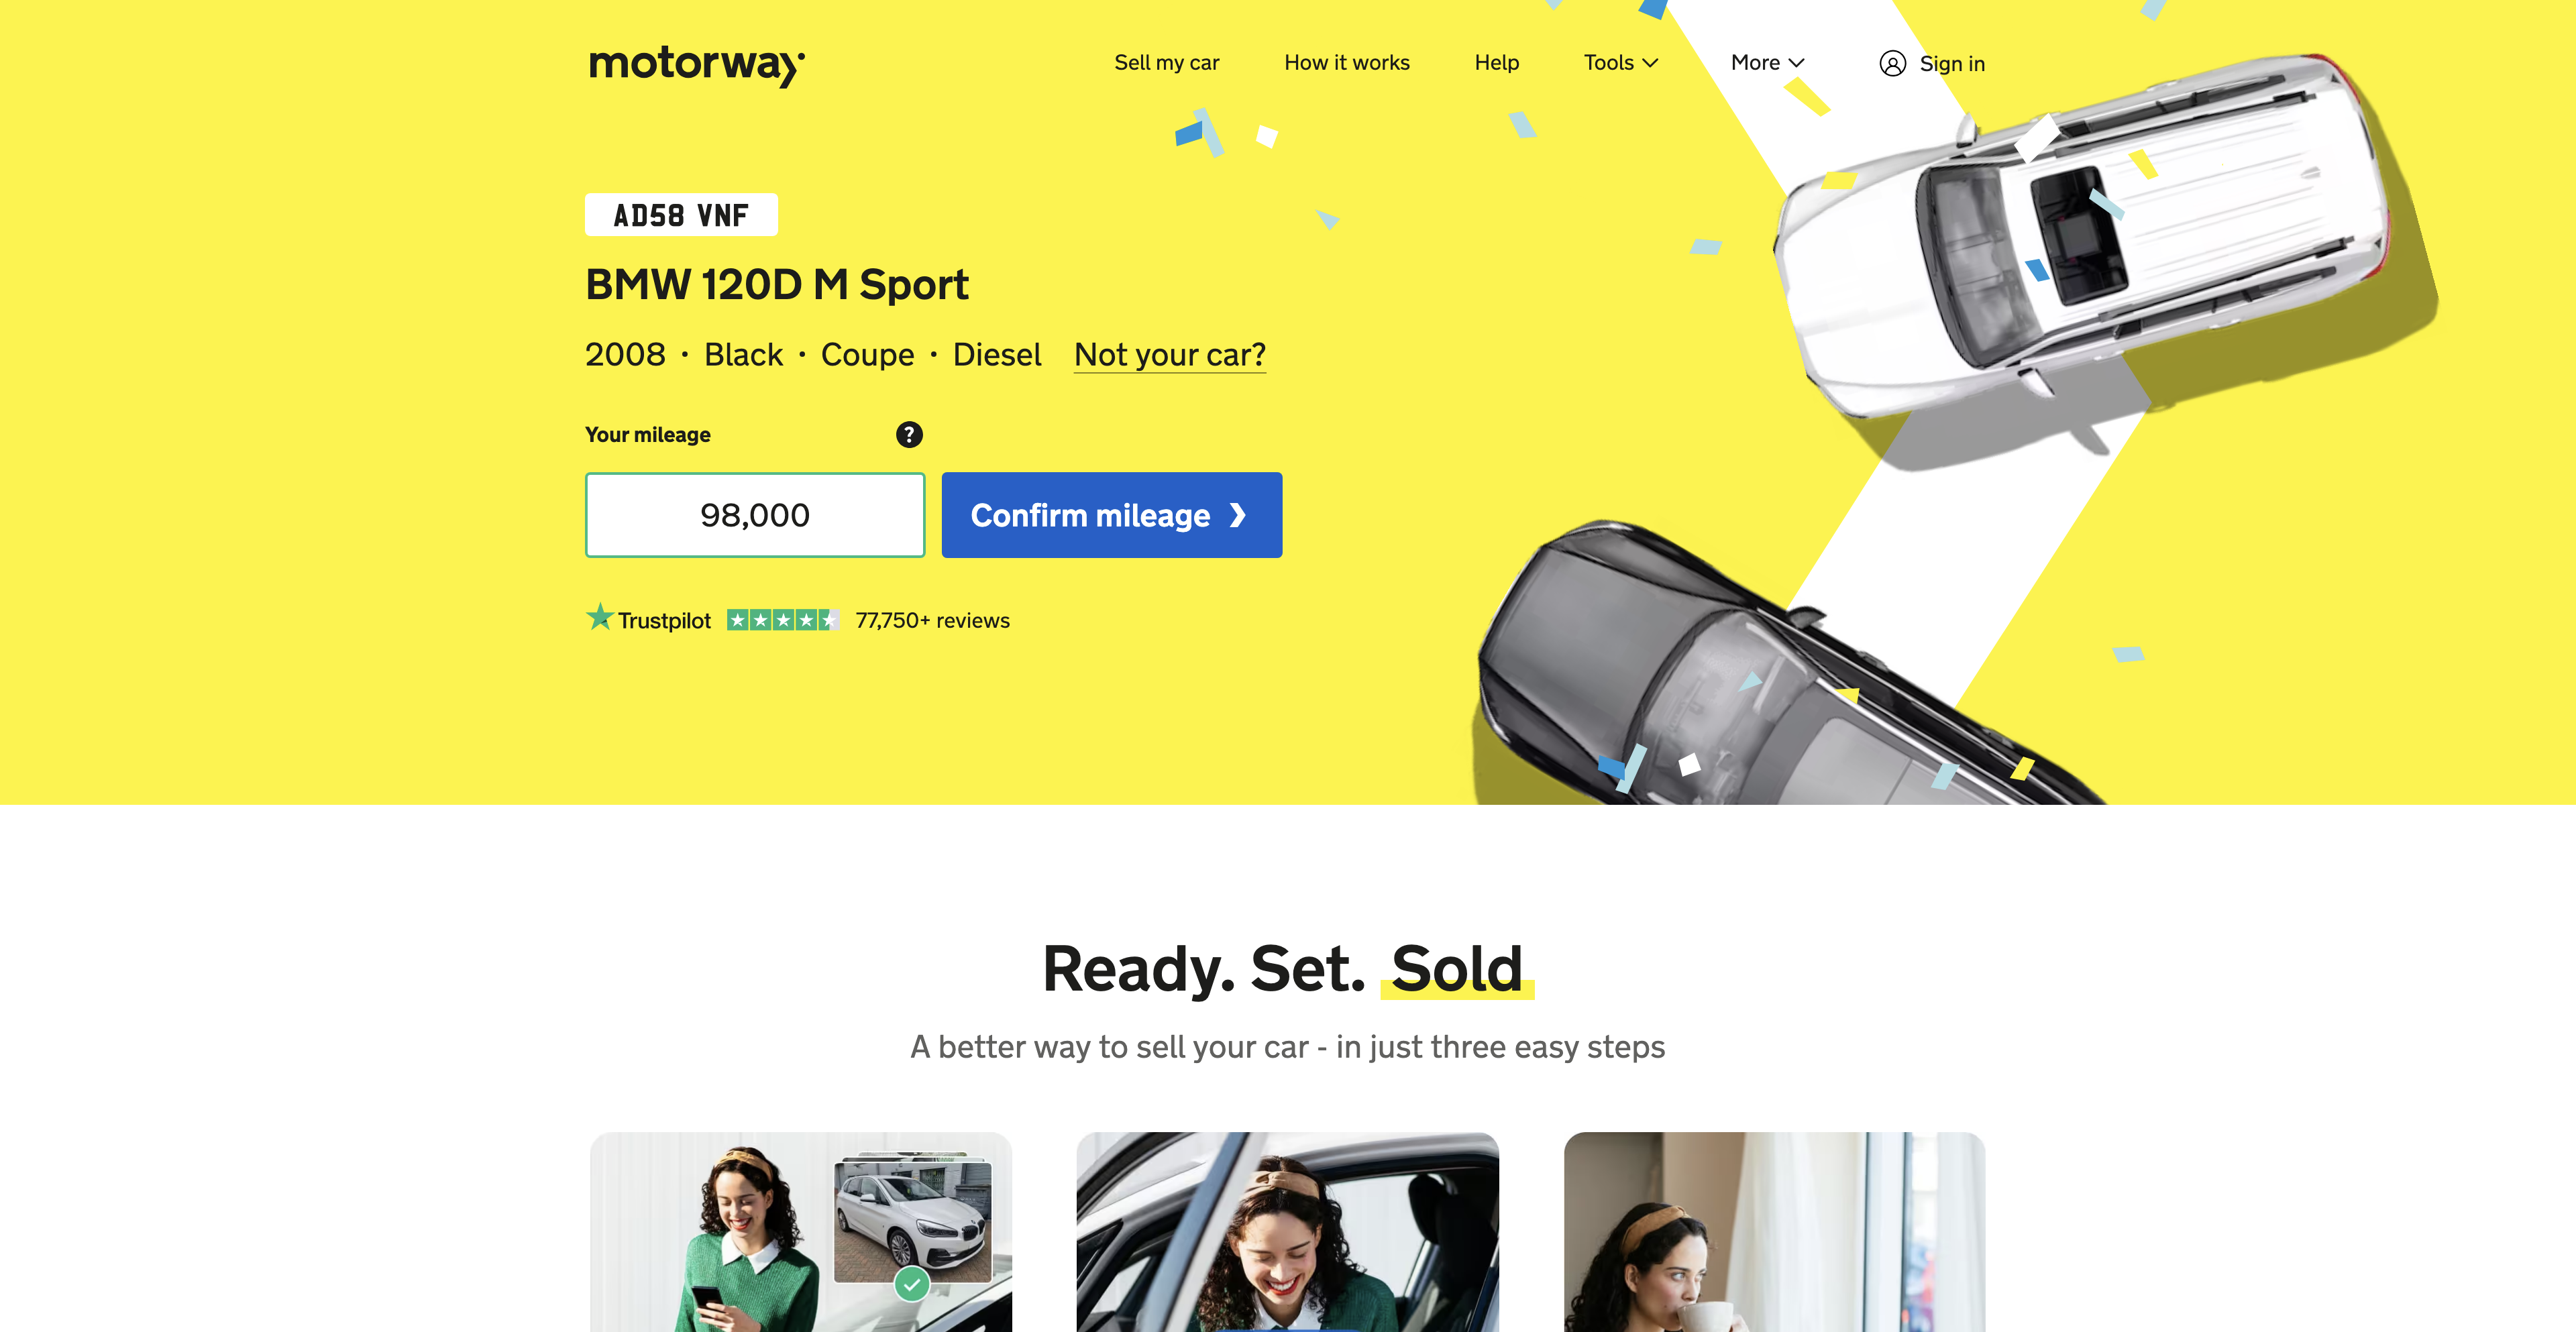 motorway
Sell my car
How it works
Help
Tools
More
Sign in
AD58 VNF
BMW 120D M Sport
2008 · Black · Coupe · Diesel Not your car?
Your mileage
?
98,000
Confirm mileage ❯
Trustpilot 77,750+ reviews
Ready. Set. Sold
A better way to sell your car - in just three easy steps